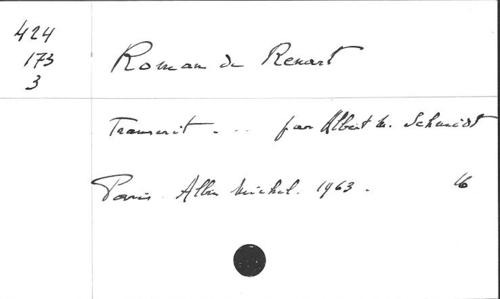 424
173
3
Roman de Renart
Transcrit . . . par Albert M. Schmidt
Paris. Albin Michel. 1963. 16